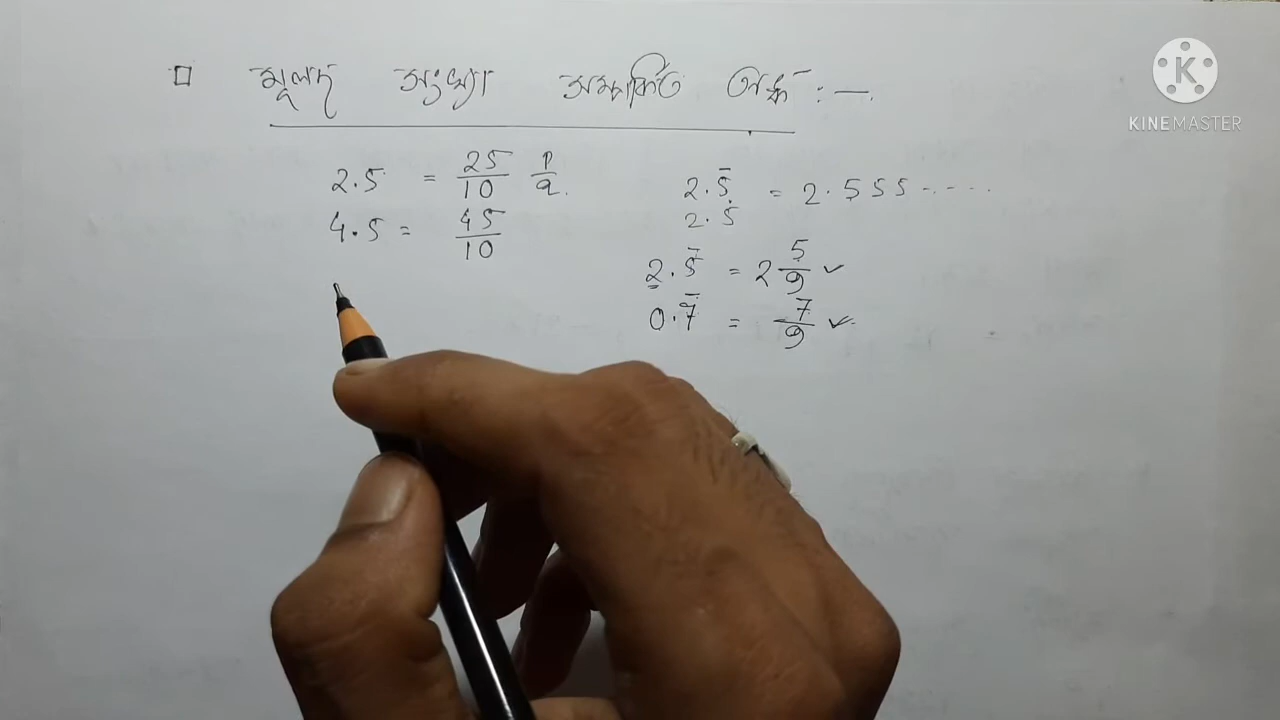 □ মূলদ সংখ্যা সম্পর্কিত অঙ্ক :—
2.5 = 25/10 p/q.
4.5 = 45/10
2.5̅ = 2.555-----
2.5̇
2.5̅ = 2 5/9 ✓
0.7̅ = 7/9 ✓
K
KINEMASTER